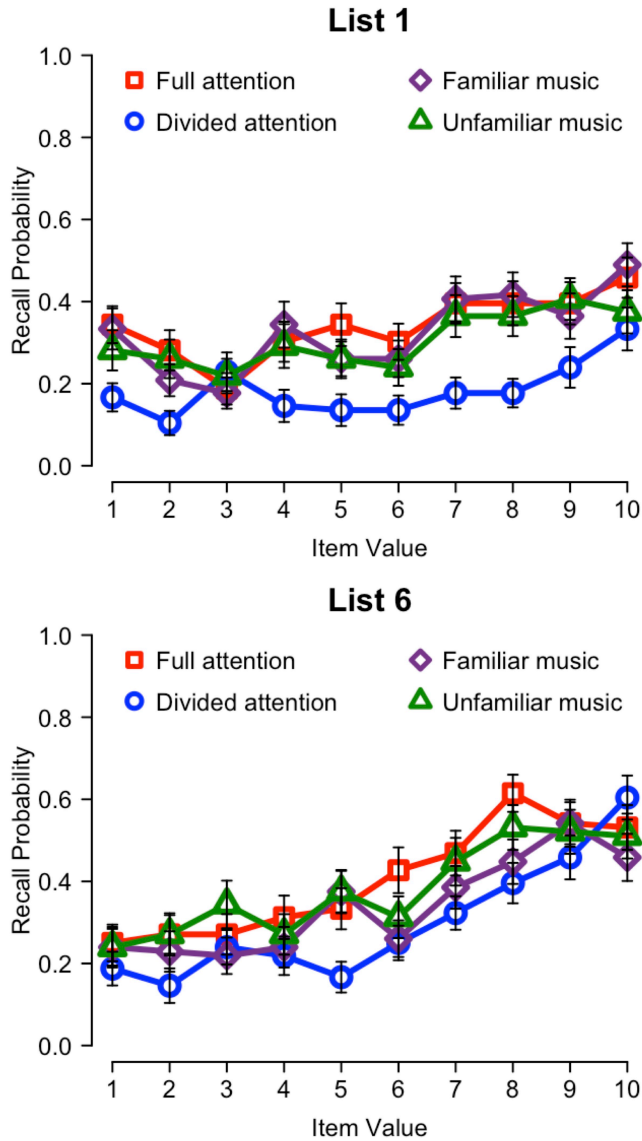 List 1
1.0
Full attention
Familiar music
Divided attention
Unfamiliar music
0.8
0.6
0.4
0.2
0.0
Recall Probability
1 2 3 4 5 6 7 8 9 10
Item Value
List 6
1.0
Full attention
Familiar music
Divided attention
Unfamiliar music
0.8
0.6
0.4
0.2
0.0
Recall Probability
1 2 3 4 5 6 7 8 9 10
Item Value